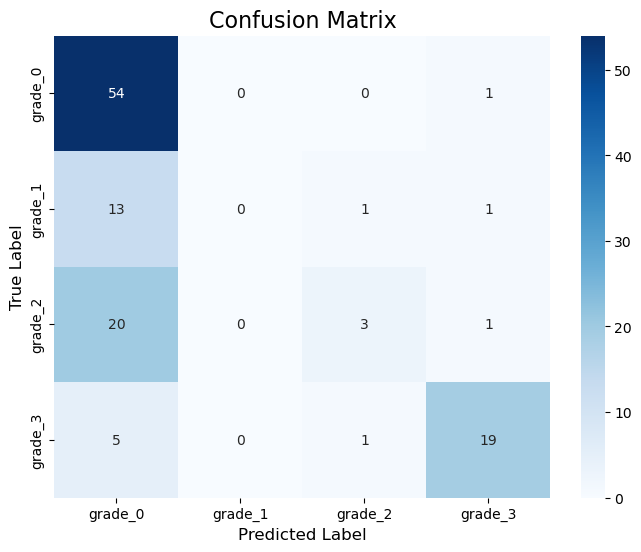 Confusion Matrix
True Label
grade_0
54 0 0 1
grade_1
13 0 1 1
grade_2
20 0 3 1
grade_3
5 0 1 19
grade_0 grade_1 grade_2 grade_3
Predicted Label
50
40
30
20
10
0